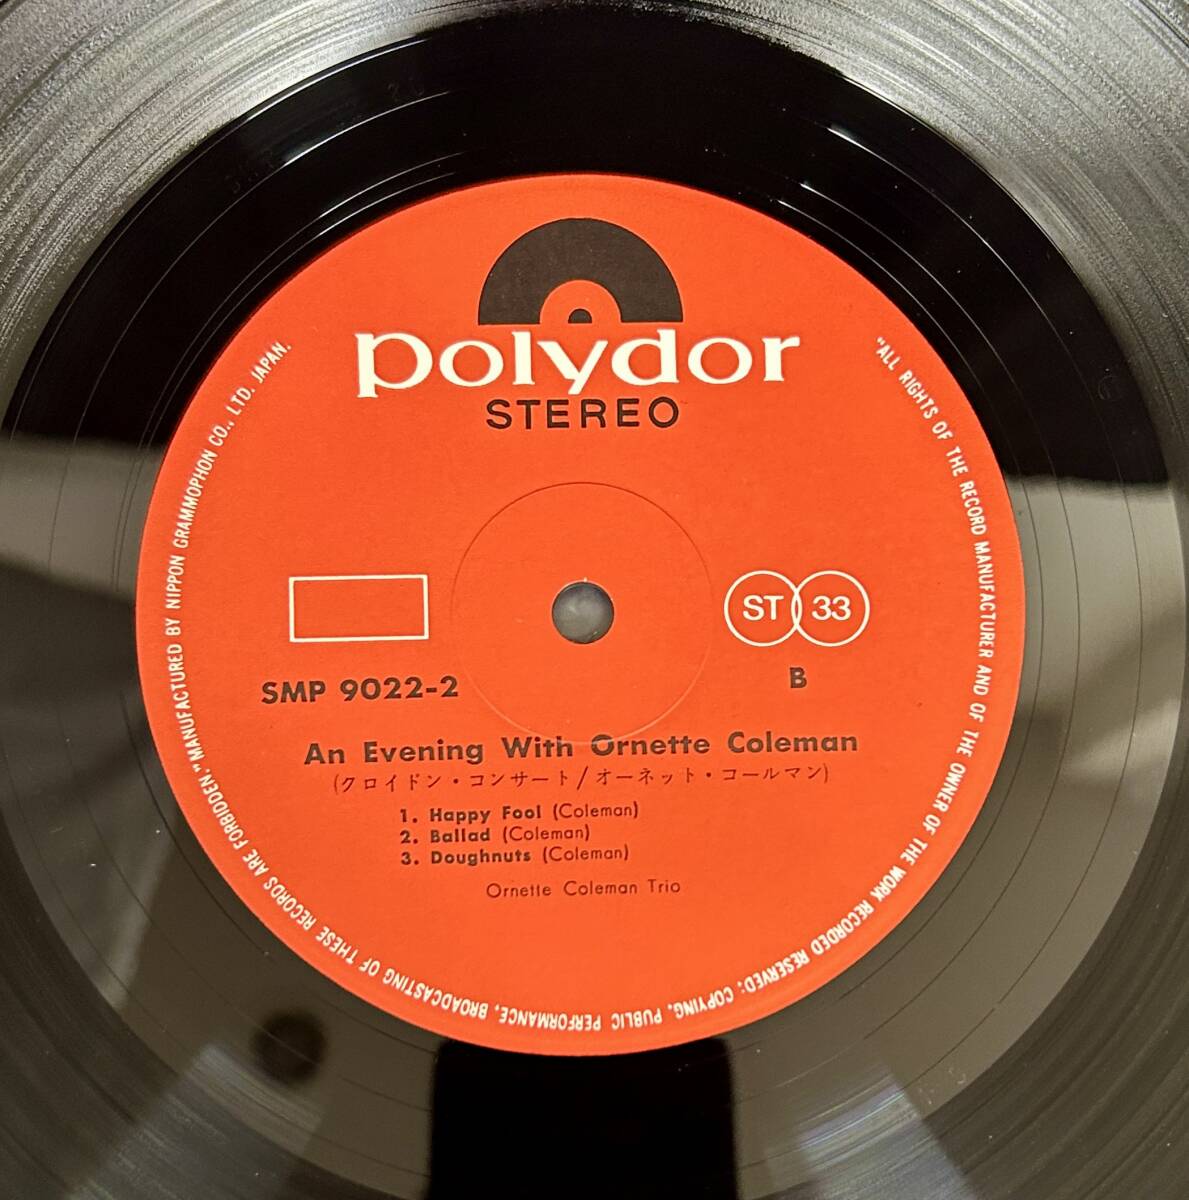 polydor
STEREO
ST 33
SMP 9022-2
B
An Evening With Ornette Coleman
(クロイドン・コンサート/オーネット・コールマン)
1. Happy Fool (Coleman)
2. Ballad (Coleman)
3. Doughnuts (Coleman)
Ornette Coleman Trio
"ALL RIGHTS OF THE RECORD MANUFACTURER AND OF THE OWNER OF THE WORK RECORDED RESERVED; COPYING, PUBLIC PERFORMANCE, BROADCASTING OF THESE RECORDS ARE FORBIDDEN." MANUFACTURED BY NIPPON GRAMMOPHON CO., LTD. JAPAN.